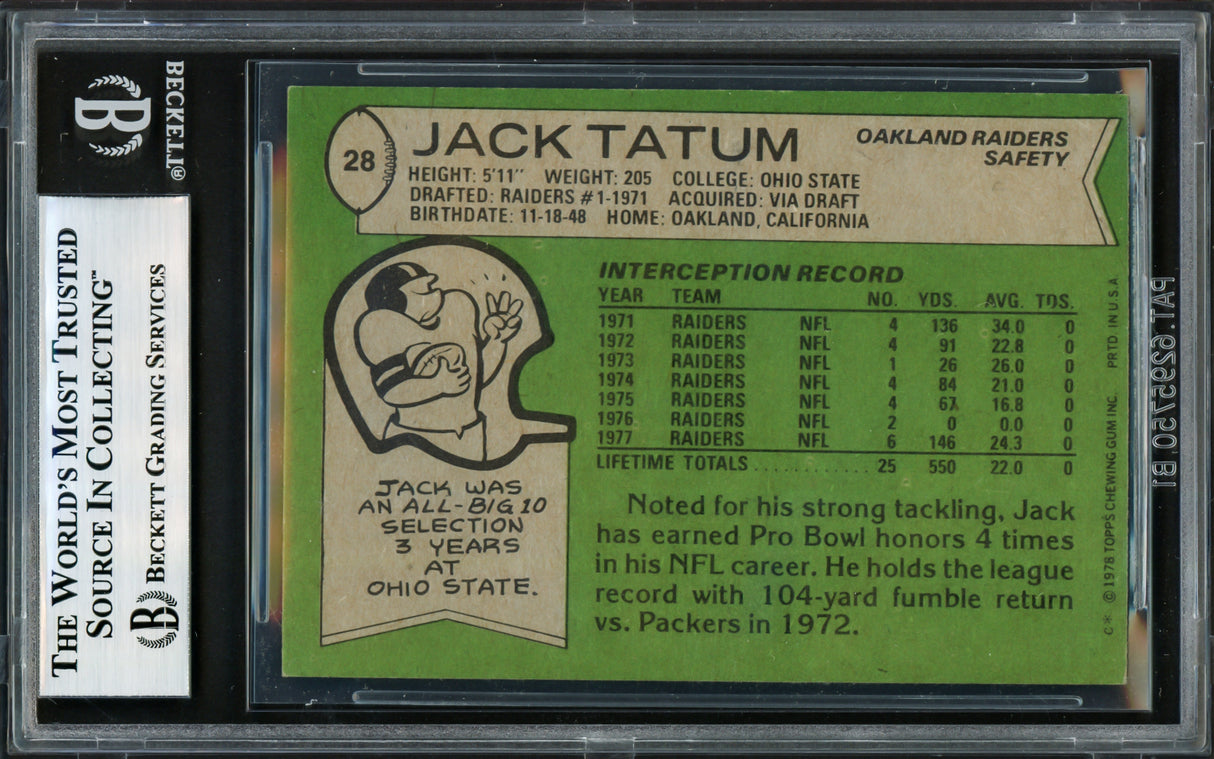 BECKETT®
B
THE WORLD'S MOST TRUSTED
SOURCE IN COLLECTING™
B BECKETT GRADING SERVICES
28
JACK TATUM
OAKLAND RAIDERS
SAFETY
HEIGHT: 5'11" WEIGHT: 205 COLLEGE: OHIO STATE
DRAFTED: RAIDERS #1-1971 ACQUIRED: VIA DRAFT
BIRTHDATE: 11-18-48 HOME: OAKLAND, CALIFORNIA
INTERCEPTION RECORD
YEAR TEAM NO. YDS. AVG. TDS.
1971 RAIDERS NFL 4 136 34.0 0
1972 RAIDERS NFL 4 91 22.8 0
1973 RAIDERS NFL 1 26 26.0 0
1974 RAIDERS NFL 4 84 21.0 0
1975 RAIDERS NFL 4 67 16.8 0
1976 RAIDERS NFL 2 0 0.0 0
1977 RAIDERS NFL 6 146 24.3 0
LIFETIME TOTALS ............ 25 550 22.0 0
JACK WAS
AN ALL-BIG 10
SELECTION
3 YEARS
AT
OHIO STATE.
Noted for his strong tackling, Jack
has earned Pro Bowl honors 4 times
in his NFL career. He holds the league
record with 104-yard fumble return
vs. Packers in 1972.
C* © 1978 TOPPS CHEWING GUM INC. PRTD. IN U.S.A.
PAT. 6295750, B1